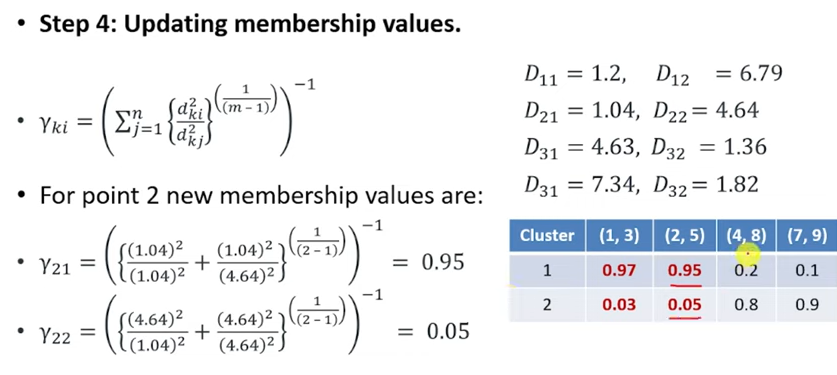 • Step 4: Updating membership values.
• γₖᵢ = (∑ⁿⱼ₌₁ {d²ₖᵢ / d²ₖⱼ}^(1/(m − 1)))⁻¹
• For point 2 new membership values are:
• γ₂₁ = ({(1.04)²/(1.04)² + (1.04)²/(4.64)²}^(1/(2 − 1)))⁻¹ = 0.95
• γ₂₂ = ({(4.64)²/(1.04)² + (4.64)²/(4.64)²}^(1/(2 − 1)))⁻¹ = 0.05
D₁₁ = 1.2, D₁₂ = 6.79
D₂₁ = 1.04, D₂₂ = 4.64
D₃₁ = 4.63, D₃₂ = 1.36
D₃₁ = 7.34, D₃₂ = 1.82
Cluster (1, 3) (2, 5) (4, 8) (7, 9)
1 0.97 0.95 0.2 0.1
2 0.03 0.05 0.8 0.9